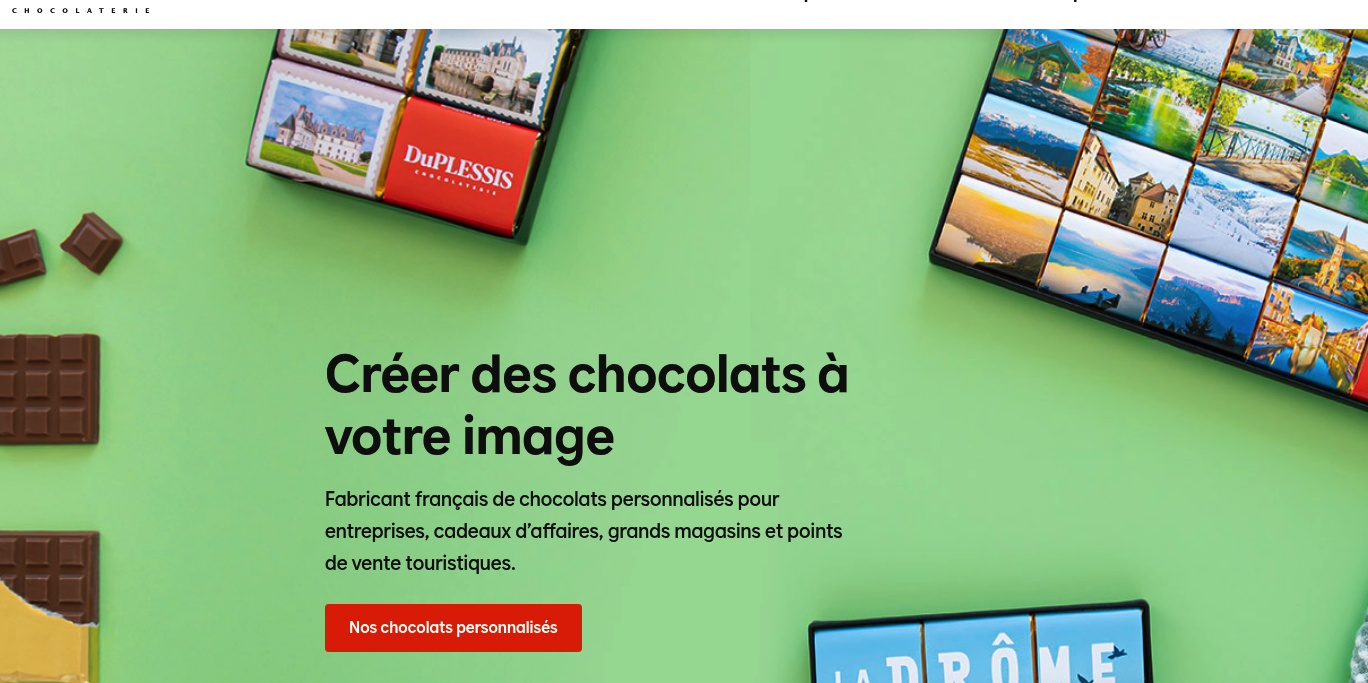 CHOCOLATERIE
DuPLESSIS
CHOCOLATERIE
Créer des chocolats à
votre image
Fabricant français de chocolats personnalisés pour
entreprises, cadeaux d’affaires, grands magasins et points
de vente touristiques.
Nos chocolats personnalisés
LA DRÔME